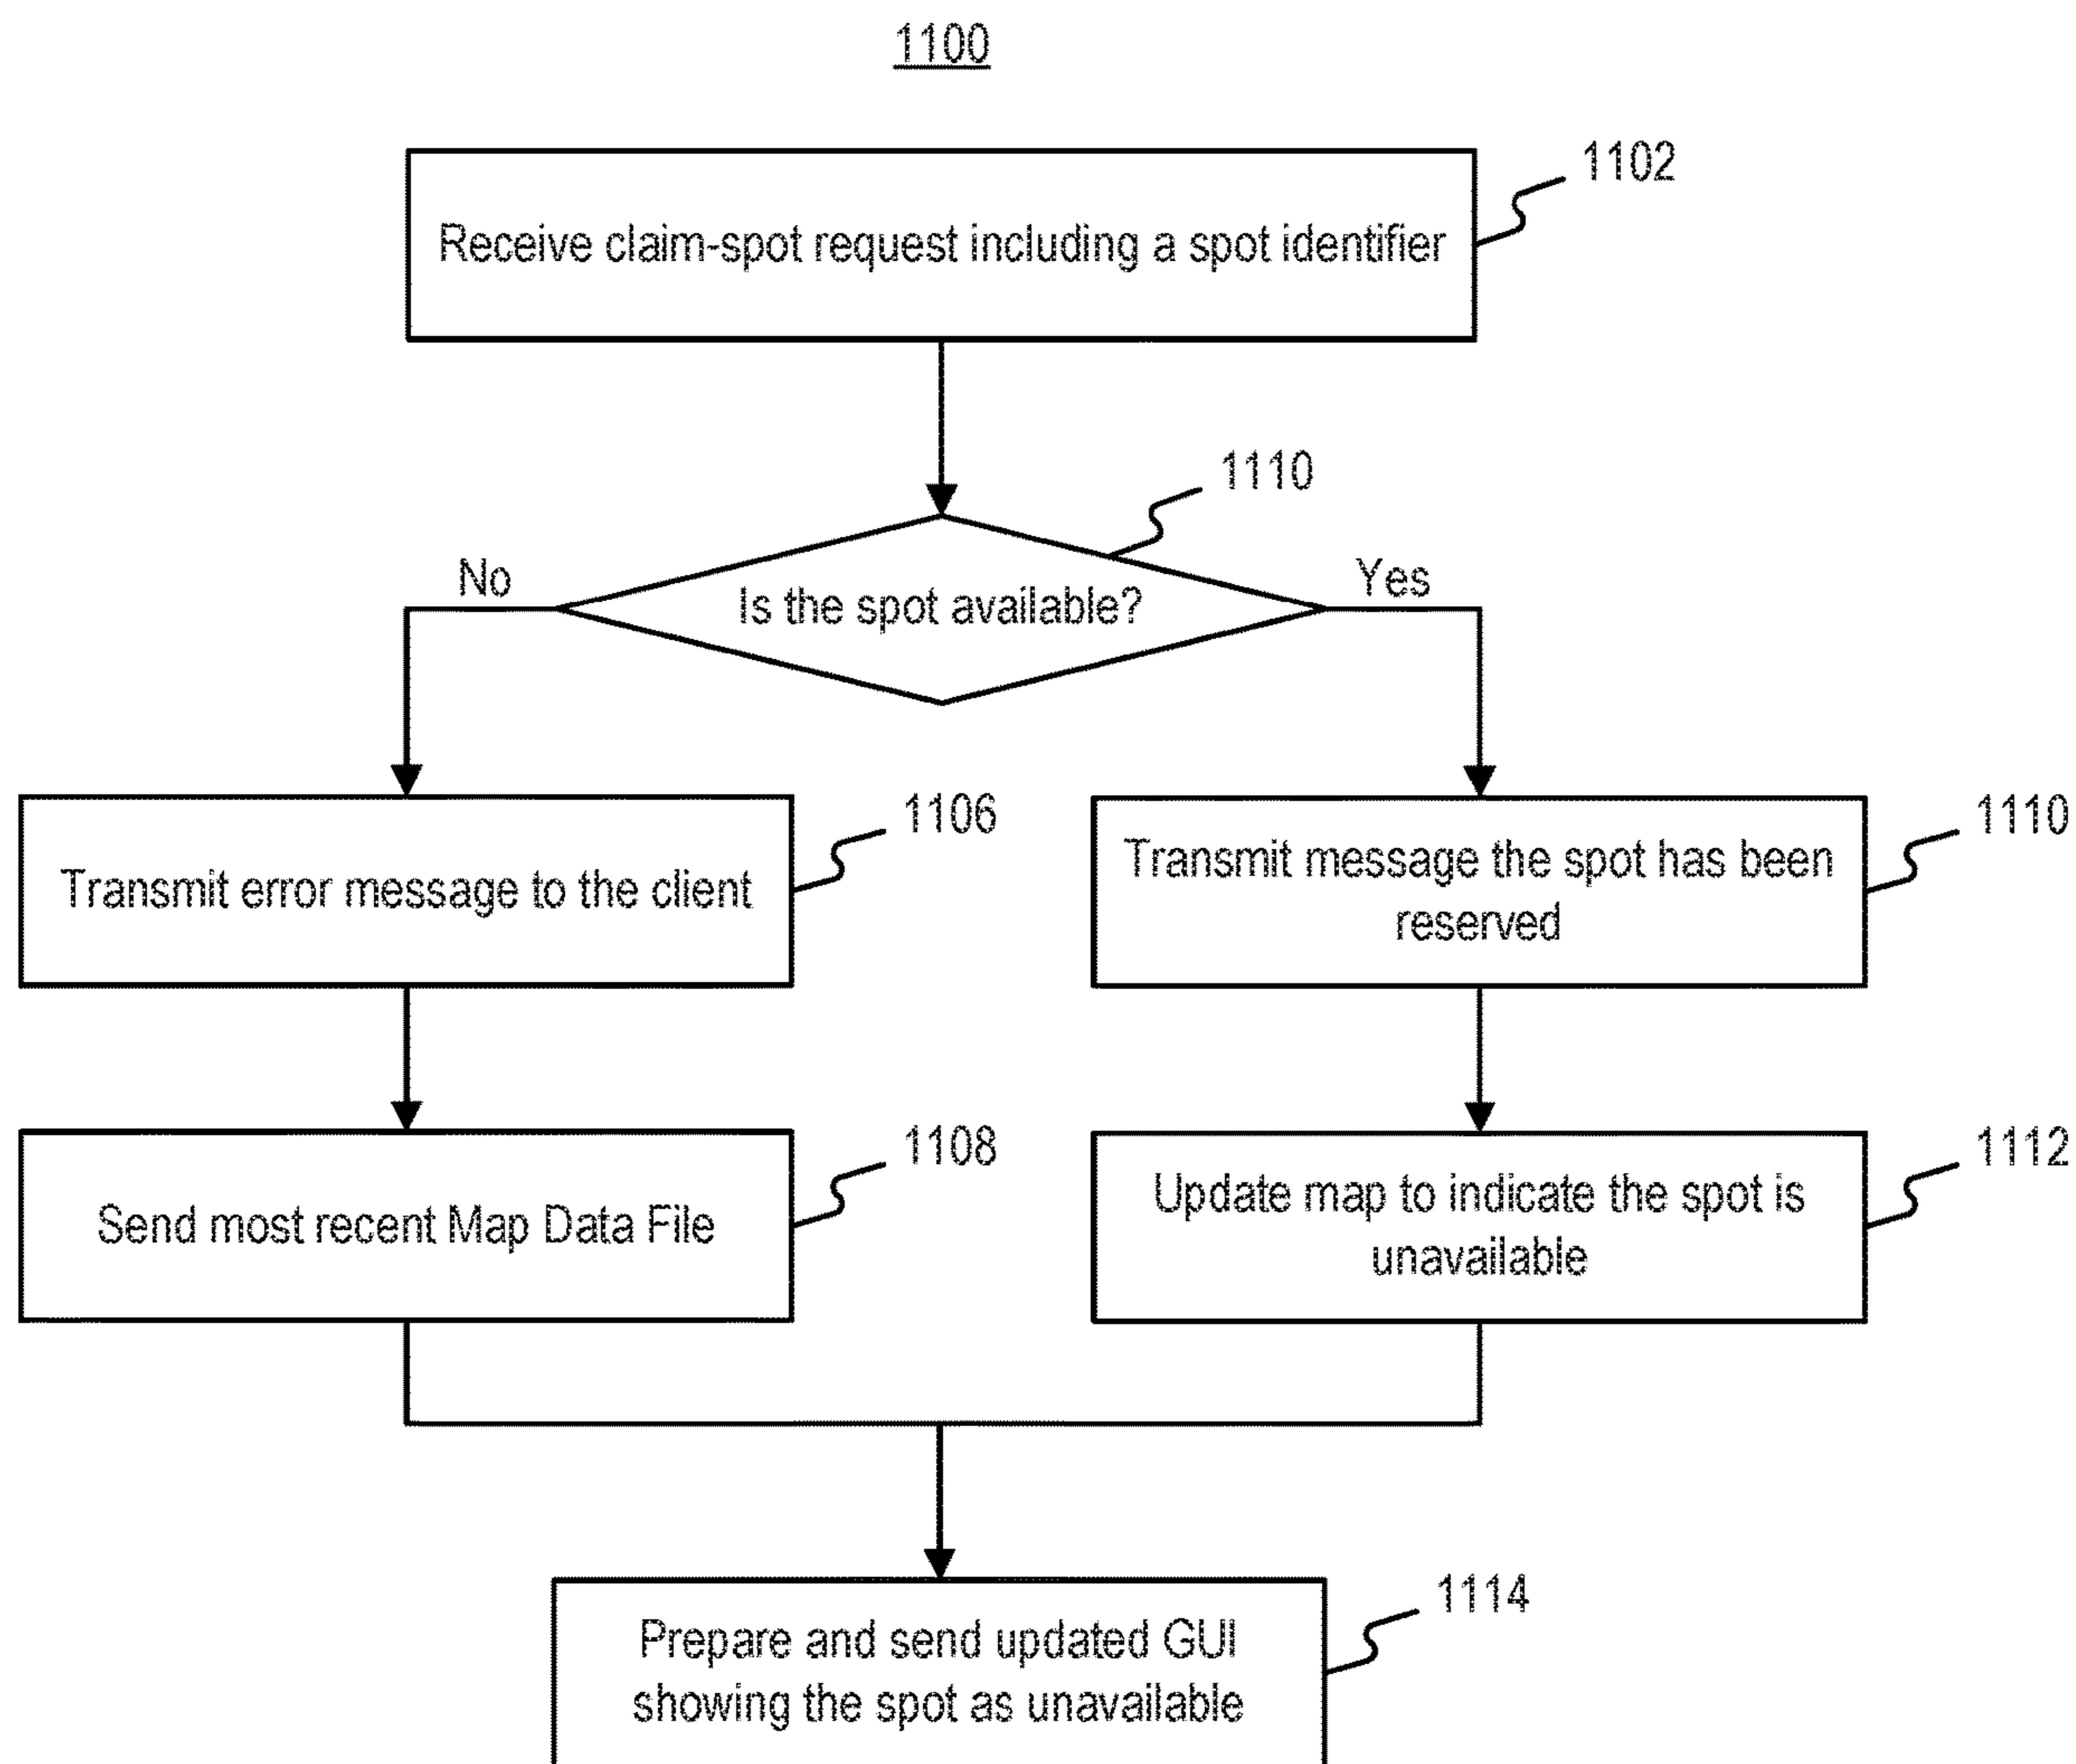 1100
1102
Receive claim-spot request including a spot identifier
1110
No
Yes
Is the spot available?
1106
1110
Transmit error message to the client
Transmit message the spot has been
reserved
1108
1112
Send most recent Map Data File
Update map to indicate the spot is
unavailable
1114
Prepare and send updated GUI
showing the spot as unavailable